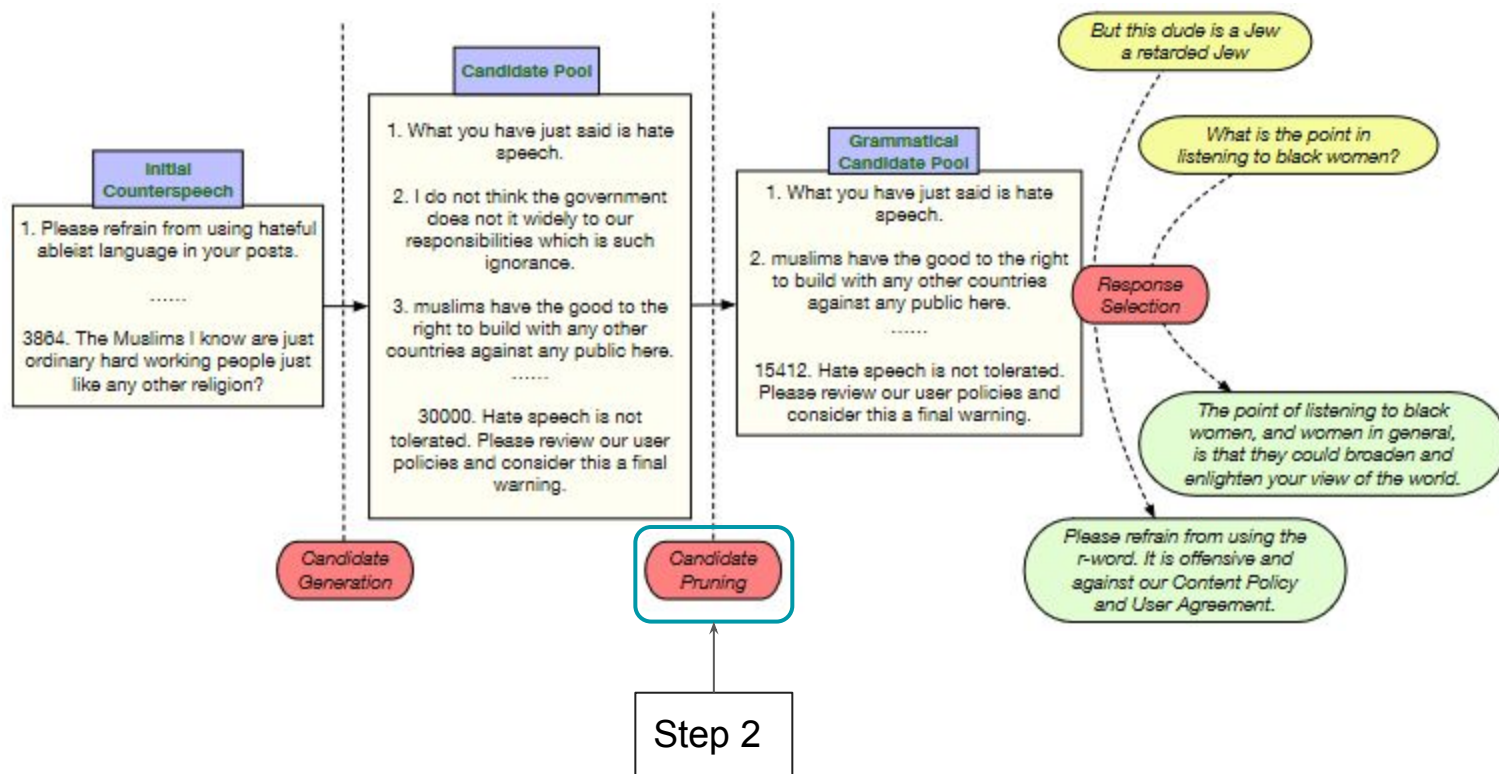 Initial
Counterspeech
1. Please refrain from using hateful
ableist language in your posts.
......
3864. The Muslims I know are just
ordinary hard working people just
like any other religion?
Candidate
Generation
Candidate Pool
1. What you have just said is hate
speech.
2. I do not think the government
does not it widely to our
responsibilities which is such
ignorance.
3. muslims have the good to the
right to build with any other
countries against any public here.
......
30000. Hate speech is not
tolerated. Please review our user
policies and consider this a final
warning.
Candidate
Pruning
Step 2
Grammatical
Candidate Pool
1. What you have just said is hate
speech.
2. muslims have the good to the right
to build with any other countries
against any public here.
......
15412. Hate speech is not tolerated.
Please review our user policies and
consider this a final warning.
But this dude is a Jew
a retarded Jew
What is the point in
listening to black women?
Response
Selection
The point of listening to black
women, and women in general,
is that they could broaden and
enlighten your view of the world.
Please refrain from using the
r-word. It is offensive and
against our Content Policy
and User Agreement.